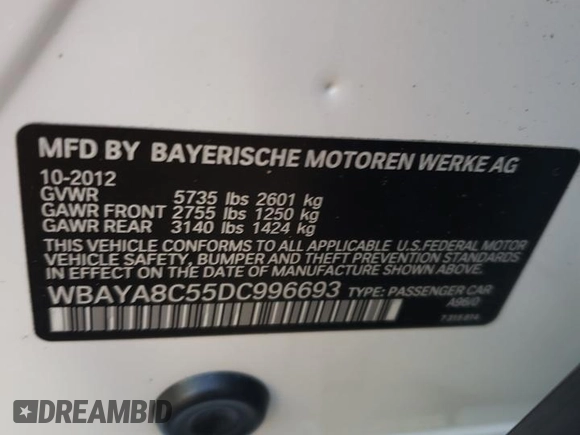 MFD BY BAYERISCHE MOTOREN WERKE AG
10-2012
GVWR 5735 lbs 2601 kg
GAWR FRONT 2755 lbs 1250 kg
GAWR REAR 3140 lbs 1424 kg
THIS VEHICLE CONFORMS TO ALL APPLICABLE U.S.FEDERAL MOTOR
VEHICLE SAFETY, BUMPER AND THEFT PREVENTION STANDARDS
IN EFFECT ON THE DATE OF MANUFACTURE SHOWN ABOVE.
WBAYA8C55DC996693 TYPE: PASSENGER CAR
A96/0
DREAMBID